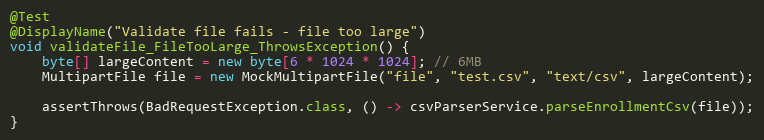 @Test
@DisplayName("Validate file fails - file too large")
void validateFile_FileTooLarge_ThrowsException() {
    byte[] largeContent = new byte[6 * 1024 * 1024]; // 6MB
    MultipartFile file = new MockMultipartFile("file", "test.csv", "text/csv", largeContent);

    assertThrows(BadRequestException.class, () -> csvParserService.parseEnrollmentCsv(file));
}